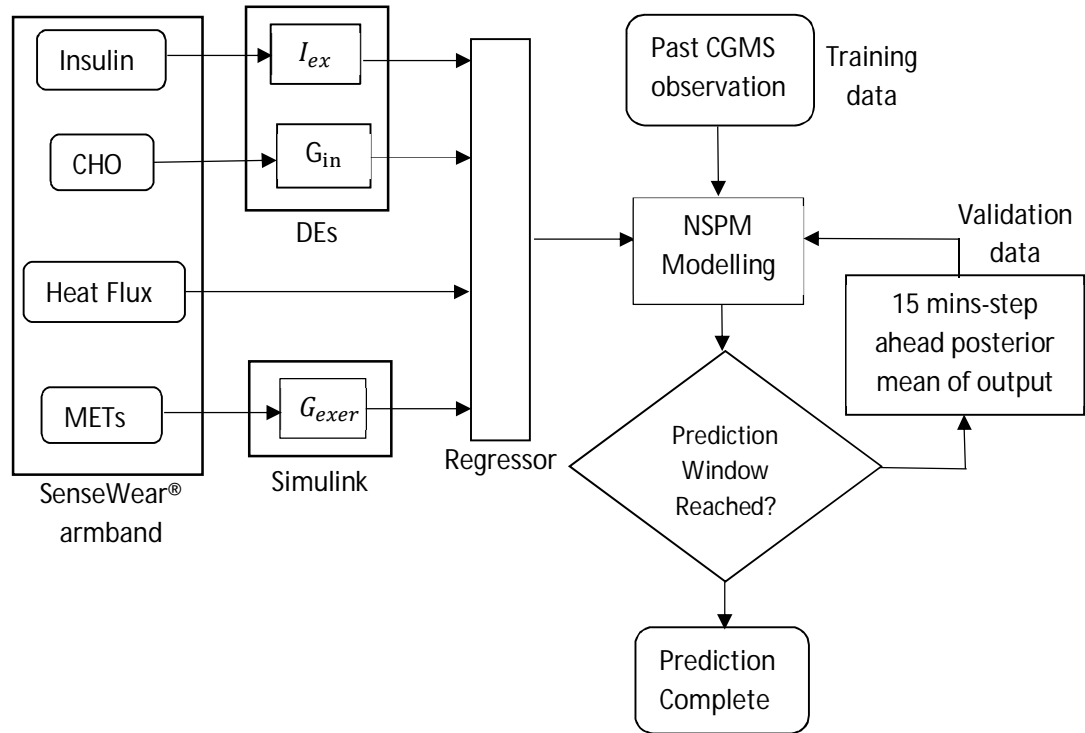 Insulin
CHO
Heat Flux
METs
SenseWear®
armband
I_ex
G_in
DEs
G_exer
Simulink
Regressor
Past CGMS
observation
Training
data
NSPM
Modelling
Validation
data
15 mins-step
ahead posterior
mean of output
Prediction
Window
Reached?
Prediction
Complete